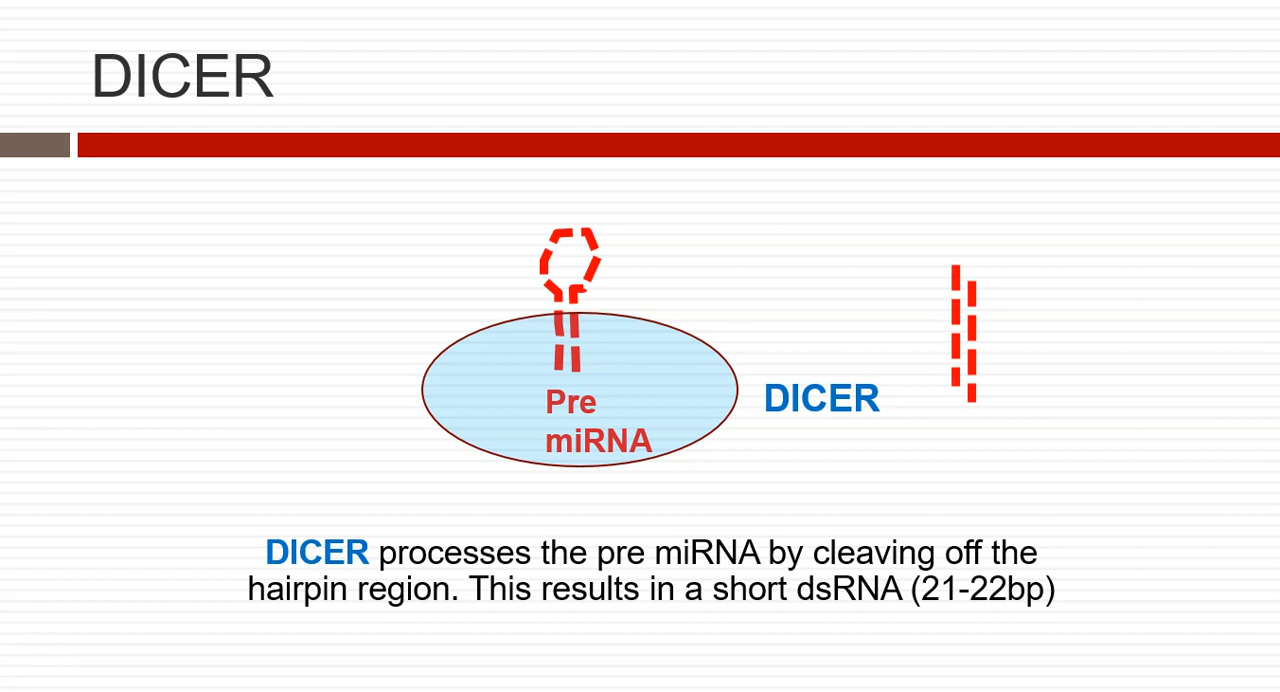 DICER
Pre
miRNA
DICER
DICER processes the pre miRNA by cleaving off the
hairpin region. This results in a short dsRNA (21-22bp)